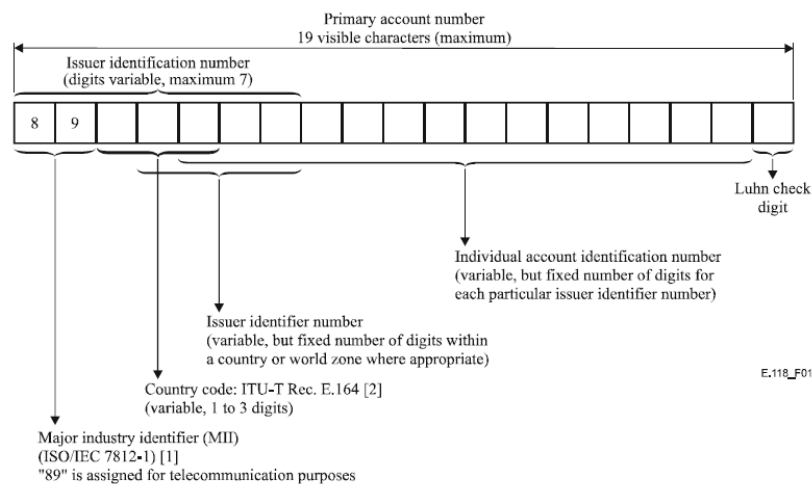 Primary account number
19 visible characters (maximum)
Issuer identification number
(digits variable, maximum 7)
8 9
Luhn check
digit
Individual account identification number
(variable, but fixed number of digits for
each particular issuer identifier number)
Issuer identifier number
(variable, but fixed number of digits within
a country or world zone where appropriate)
E.118_F01
Country code: ITU-T Rec. E.164 [2]
(variable, 1 to 3 digits)
Major industry identifier (MII)
(ISO/IEC 7812-1) [1]
"89" is assigned for telecommunication purposes